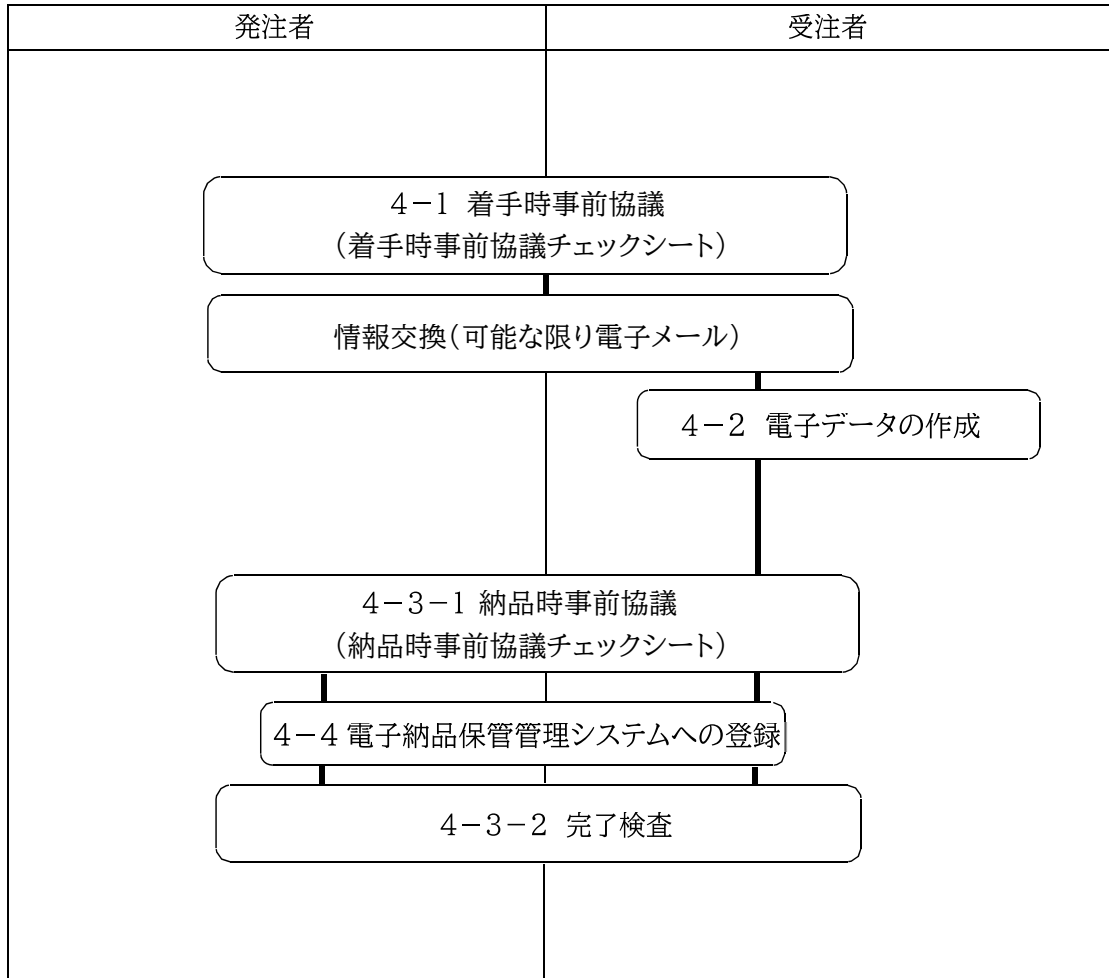 発注者
受注者
4-1 着手時事前協議
(着手時事前協議チェックシート)
情報交換(可能な限り電子メール)
4-2 電子データの作成
4-3-1 納品時事前協議
(納品時事前協議チェックシート)
4-4 電子納品保管管理システムへの登録
4-3-2 完了検査